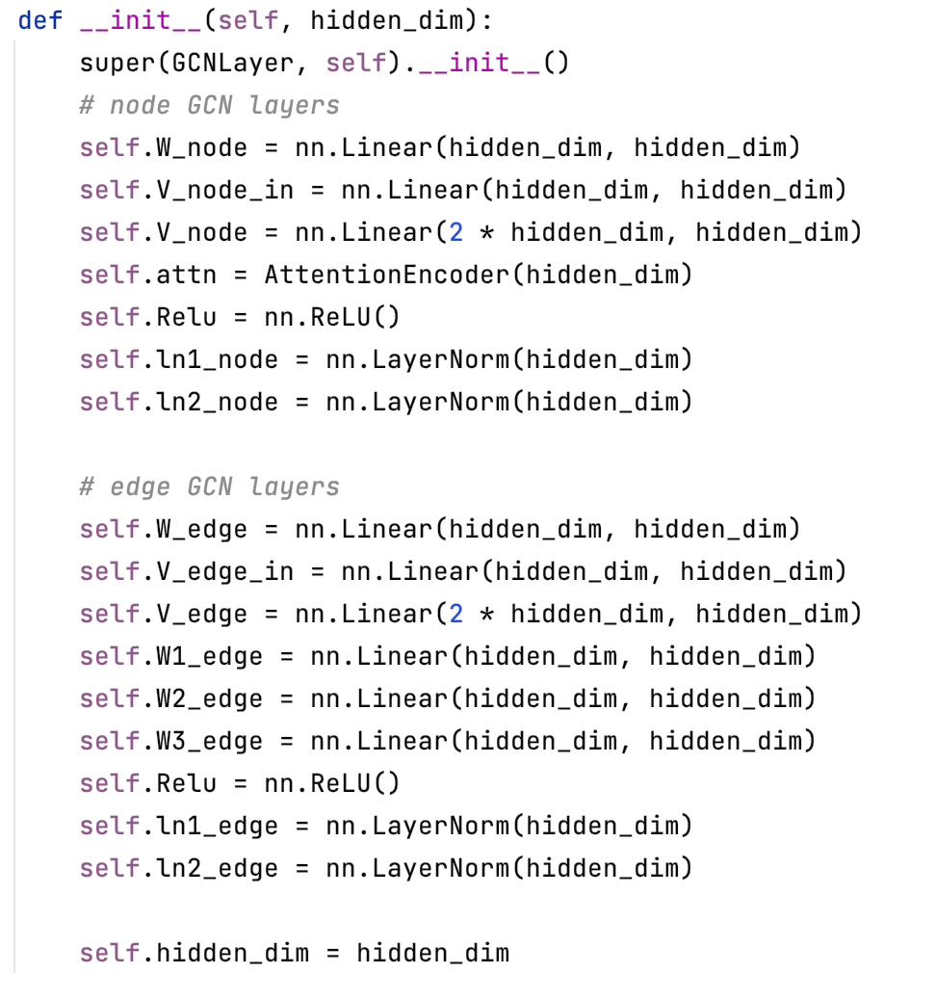 def __init__(self, hidden_dim):
    super(GCNLayer, self).__init__()
    # node GCN layers
    self.W_node = nn.Linear(hidden_dim, hidden_dim)
    self.V_node_in = nn.Linear(hidden_dim, hidden_dim)
    self.V_node = nn.Linear(2 * hidden_dim, hidden_dim)
    self.attn = AttentionEncoder(hidden_dim)
    self.Relu = nn.ReLU()
    self.ln1_node = nn.LayerNorm(hidden_dim)
    self.ln2_node = nn.LayerNorm(hidden_dim)

    # edge GCN layers
    self.W_edge = nn.Linear(hidden_dim, hidden_dim)
    self.V_edge_in = nn.Linear(hidden_dim, hidden_dim)
    self.V_edge = nn.Linear(2 * hidden_dim, hidden_dim)
    self.W1_edge = nn.Linear(hidden_dim, hidden_dim)
    self.W2_edge = nn.Linear(hidden_dim, hidden_dim)
    self.W3_edge = nn.Linear(hidden_dim, hidden_dim)
    self.Relu = nn.ReLU()
    self.ln1_edge = nn.LayerNorm(hidden_dim)
    self.ln2_edge = nn.LayerNorm(hidden_dim)

    self.hidden_dim = hidden_dim